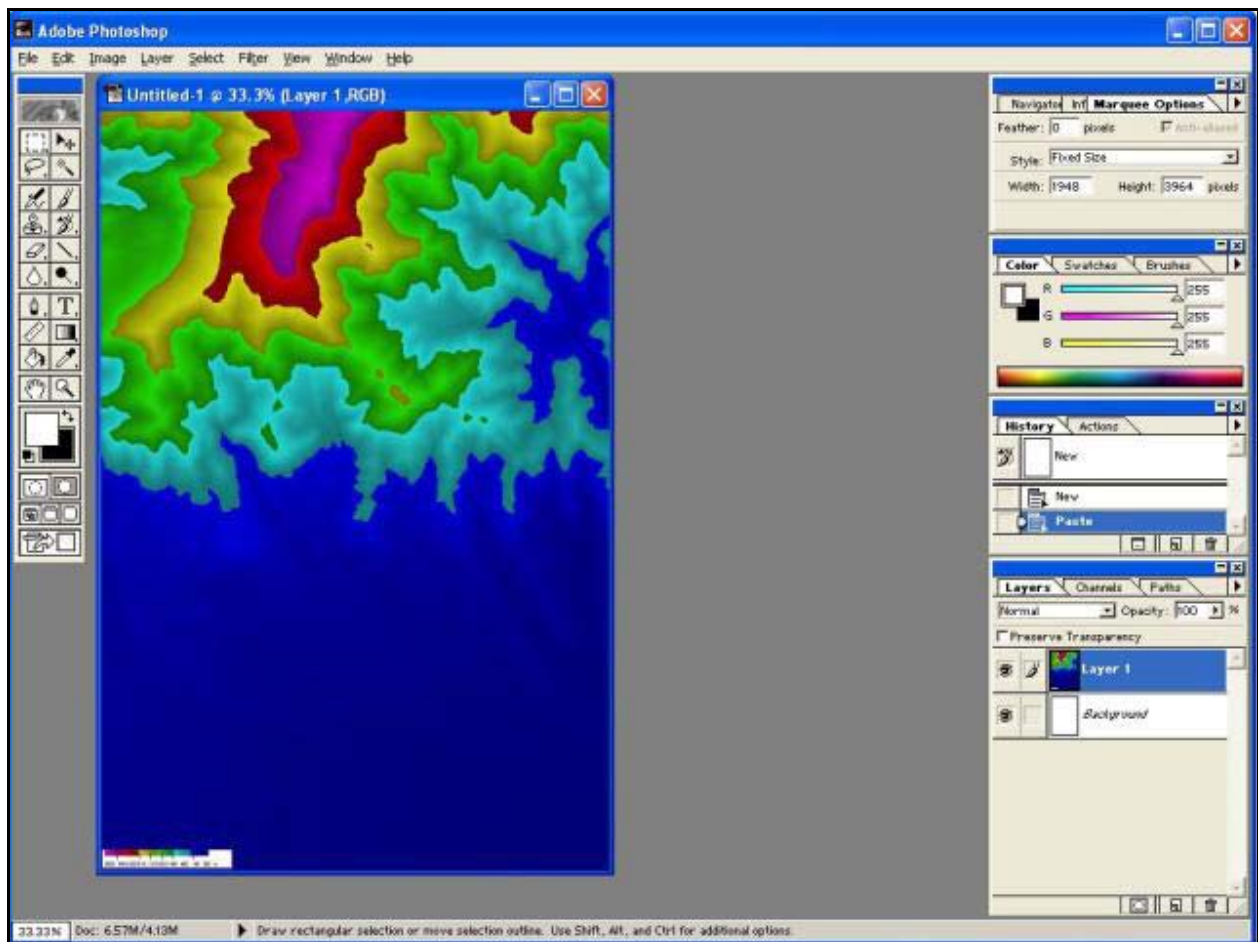 Adobe Photoshop
File Edit Image Layer Select Filter View Window Help
Untitled-1 @ 33.3% (Layer 1,RGB)
Navigator Inf Marquee Options
Feather: 0 pixels Anti-aliased
Style: Fixed Size
Width: 1948 Height: 3964 pixels
Color Swatches Brushes
R 255
G 255
B 255
History Actions
New
New
Paste
Layers Channels Paths
Normal Opacity: 100 %
Preserve Transparency
Layer 1
Background
T
33.33% Doc: 6.57M/4.13M Draw rectangular selection or move selection outline. Use Shift, Alt, and Ctrl for additional options.